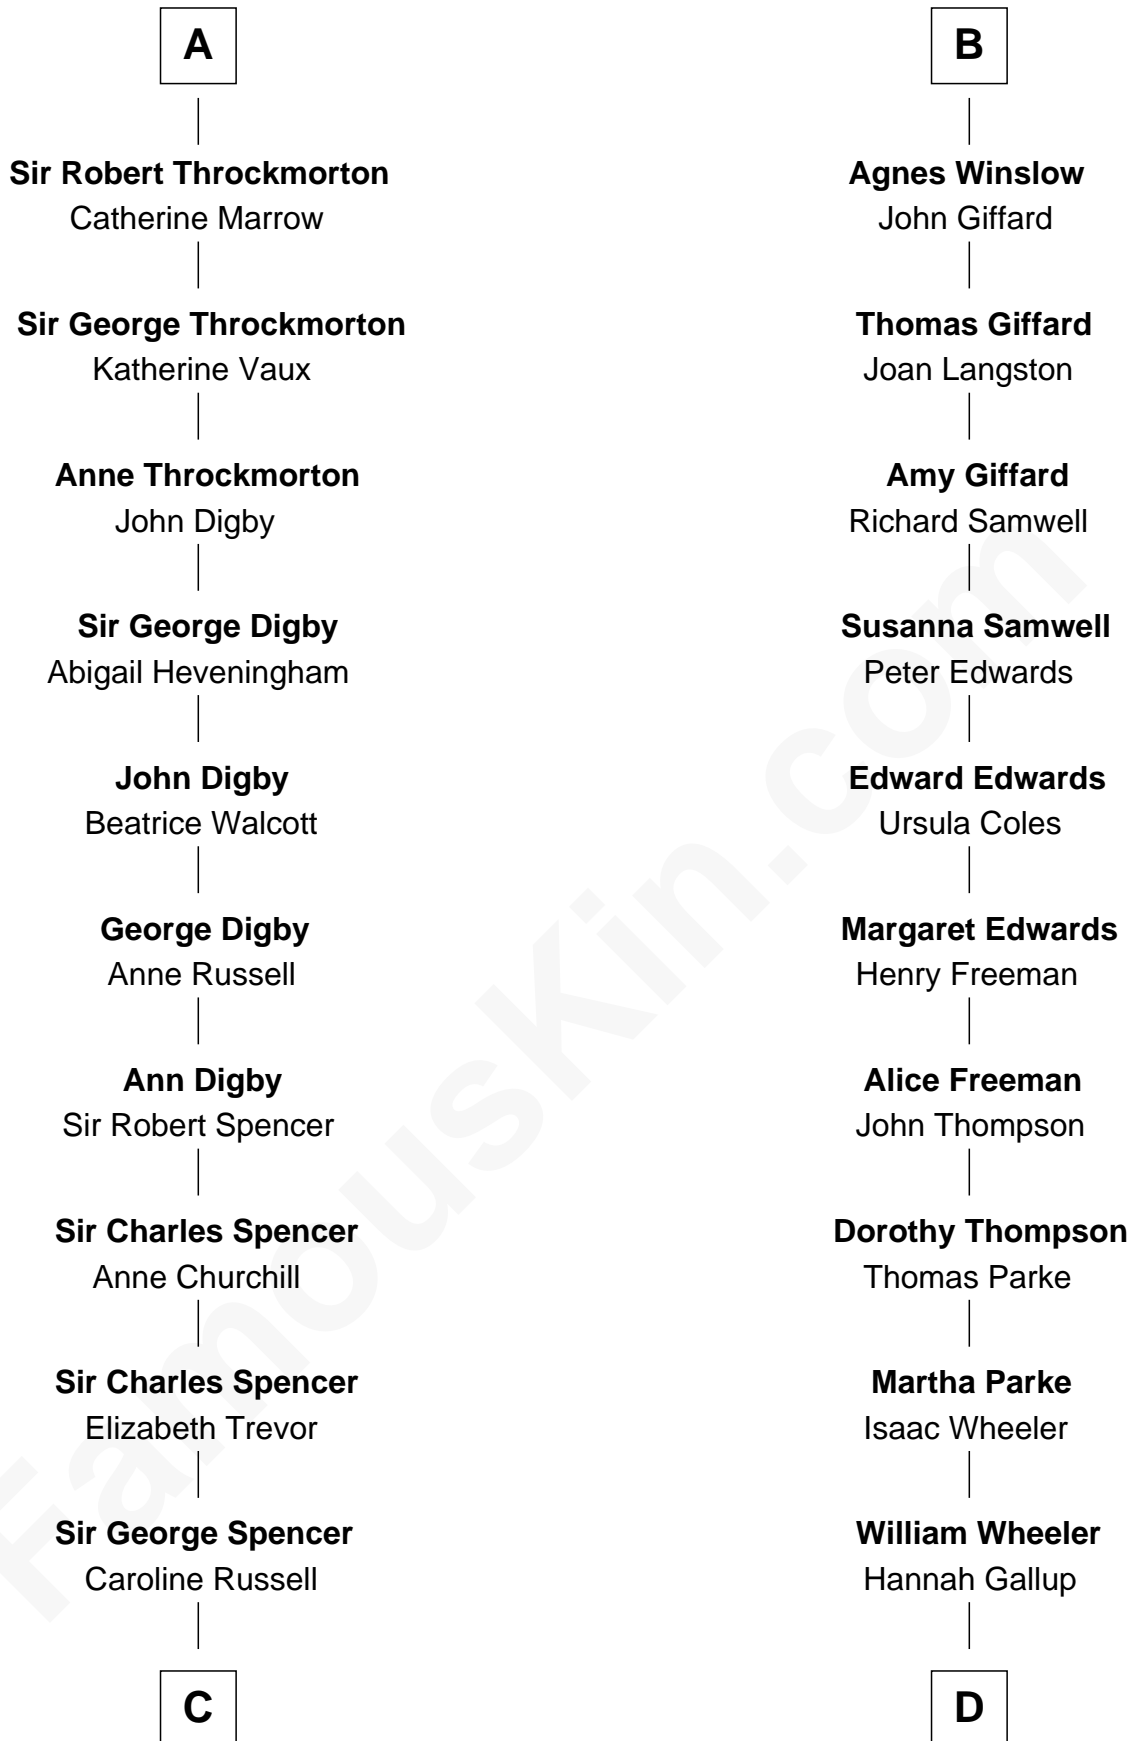 A
Sir Robert Throckmorton
Catherine Marrow
Sir George Throckmorton
Katherine Vaux
Anne Throckmorton
John Digby
Sir George Digby
Abigail Heveningham
John Digby
Beatrice Walcott
George Digby
Anne Russell
Ann Digby
Sir Robert Spencer
Sir Charles Spencer
Anne Churchill
Sir Charles Spencer
Elizabeth Trevor
Sir George Spencer
Caroline Russell
C
B
Agnes Winslow
John Giffard
Thomas Giffard
Joan Langston
Amy Giffard
Richard Samwell
Susanna Samwell
Peter Edwards
Edward Edwards
Ursula Coles
Margaret Edwards
Henry Freeman
Alice Freeman
John Thompson
Dorothy Thompson
Thomas Parke
Martha Parke
Isaac Wheeler
William Wheeler
Hannah Gallup
D
FamousKin.com